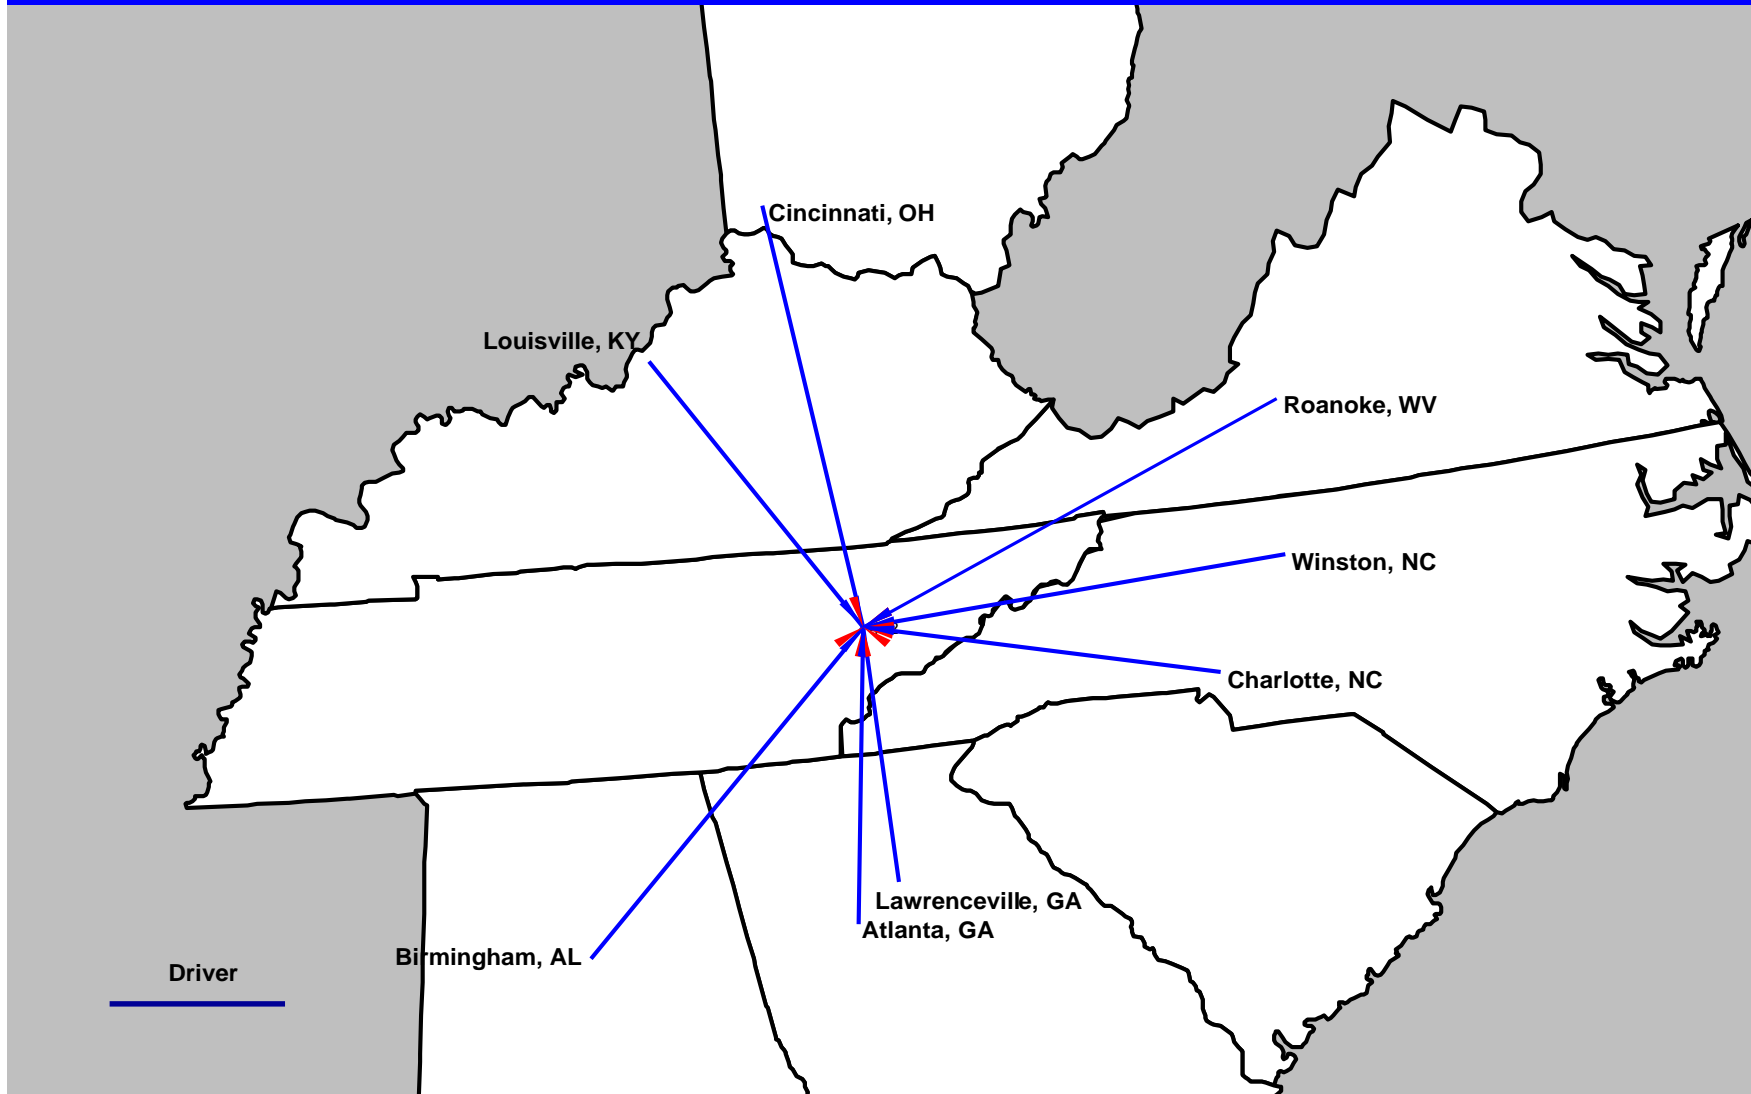 Cincinnati, OH
Louisville, KY
Roanoke, WV
Winston, NC
Charlotte, NC
Lawrenceville, GA
Atlanta, GA
Birmingham, AL
Driver